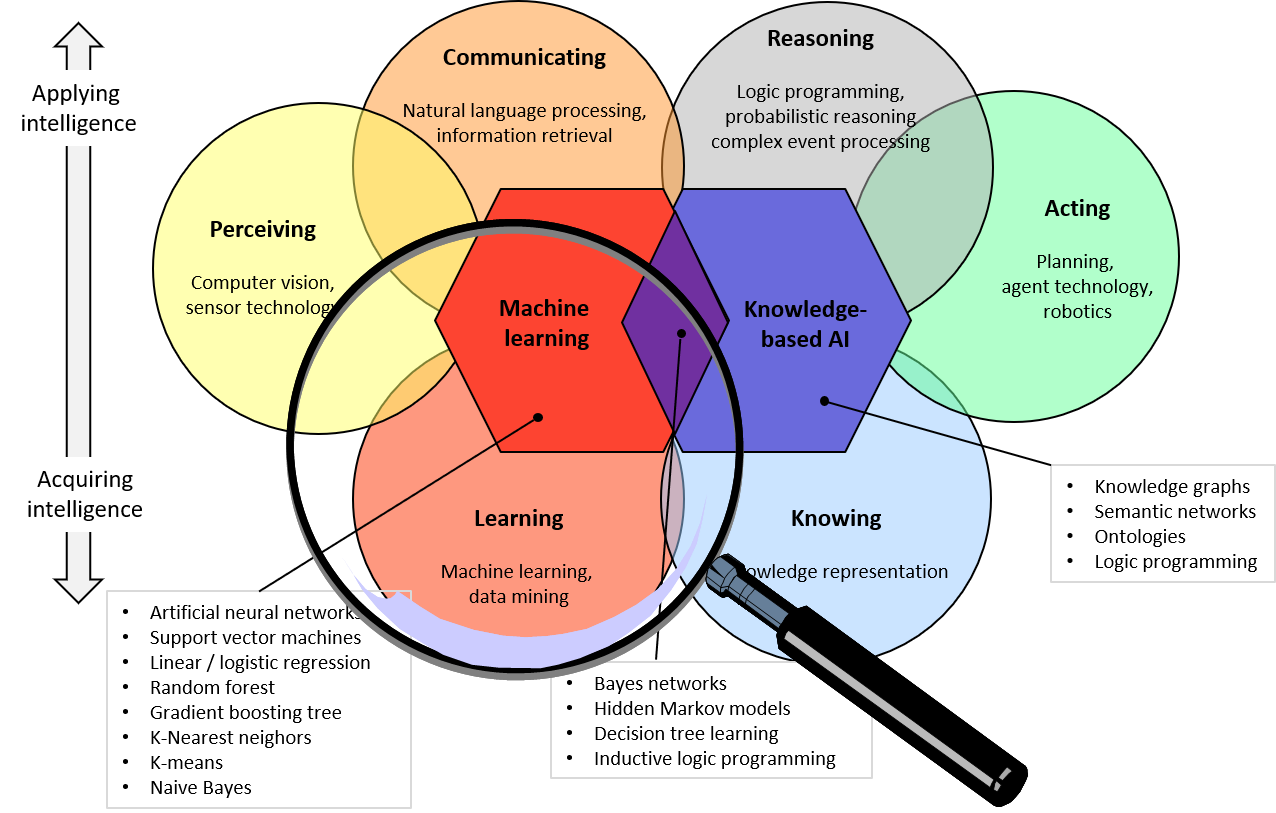 Applying
intelligence
Acquiring
intelligence
Communicating
Natural language processing,
information retrieval
Reasoning
Logic programming,
probabilistic reasoning
complex event processing
Perceiving
Computer vision,
sensor technology
Acting
Planning,
agent technology,
robotics
Machine
learning
Knowledge-
based AI
Learning
Machine learning,
data mining
Knowing
representation
• Knowledge graphs
• Semantic networks
• Ontologies
• Logic programming
• Artificial neural networks
• Support vector machines
• Linear / logistic regression
• Random forest
• Gradient boosting tree
• K-Nearest neighors
• K-means
• Naive Bayes
• Bayes networks
• Hidden Markov models
• Decision tree learning
• Inductive logic programming